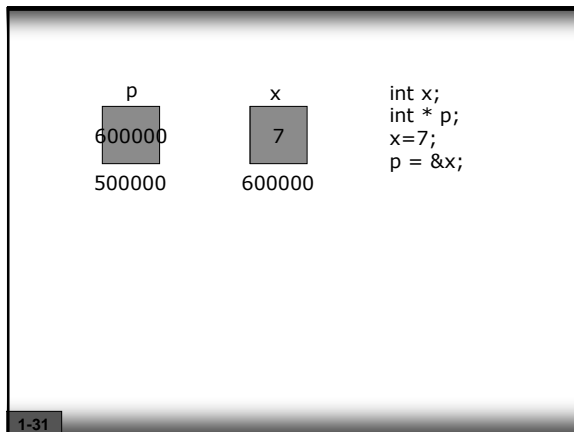 p x int x;
int * p;
600000 7 x=7;
p = &x;
500000 600000
1-31